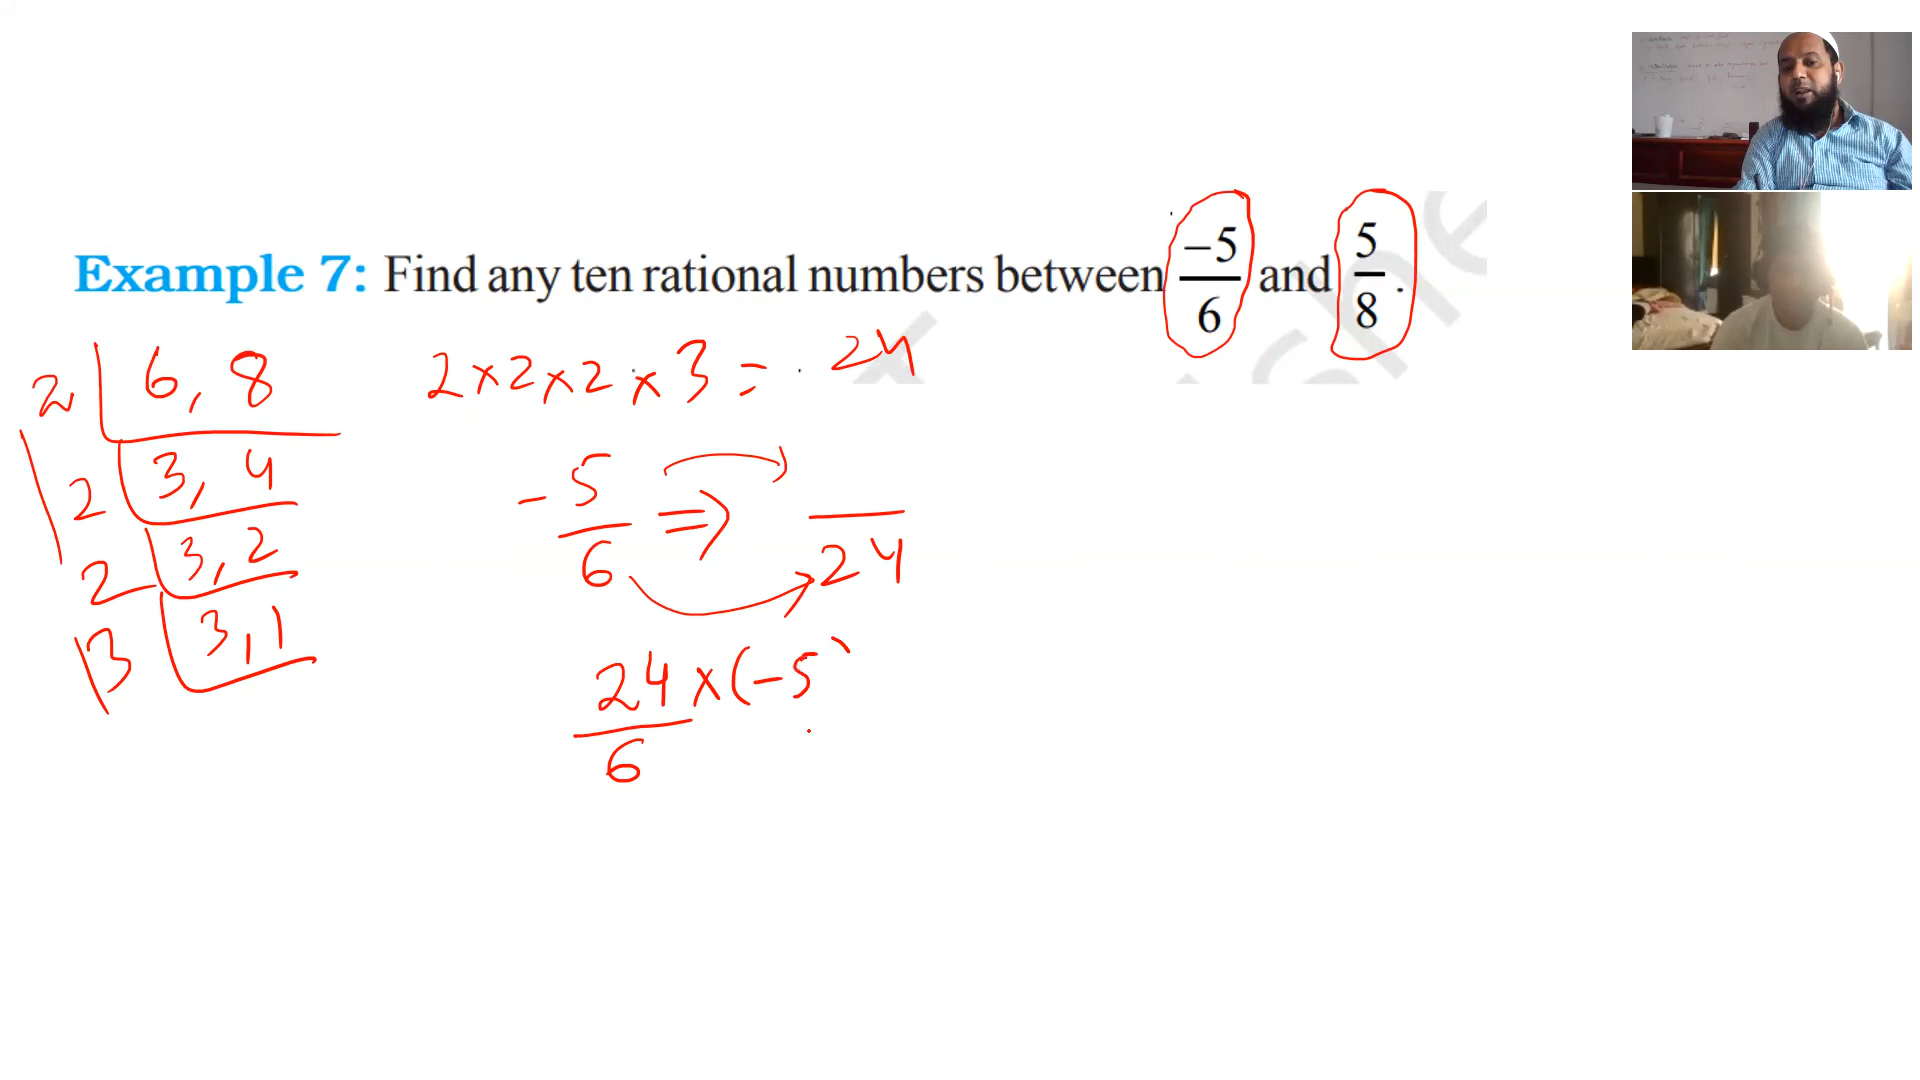 Example 7: Find any ten rational numbers between -5/6 and 5/8.
2 | 6, 8
2 | 3, 4
2 | 3, 2
3 | 3, 1
2 × 2 × 2 × 3 = 24
-5/6 ⇒ /24
24/6 × (-5)